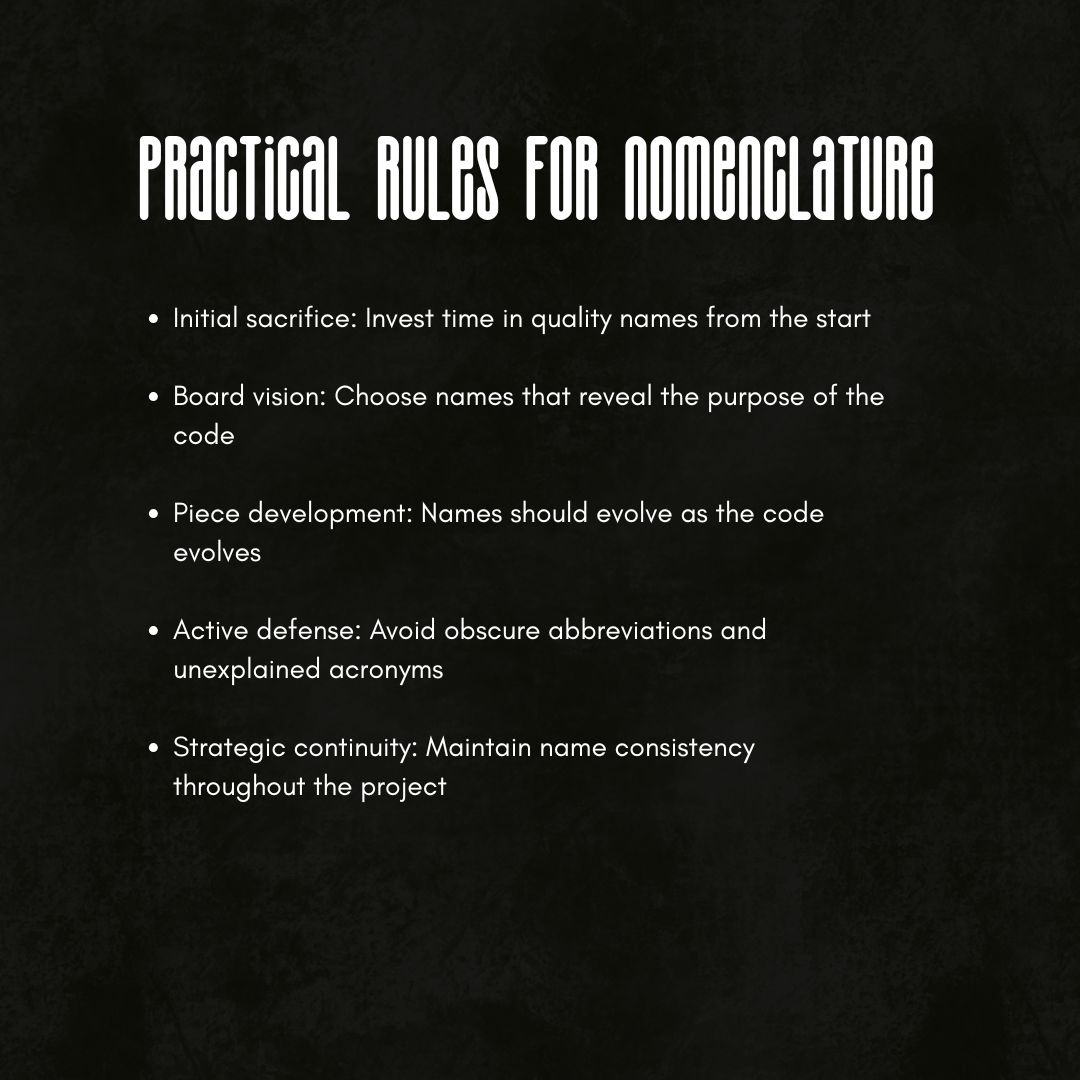 PRACTICAL RULES FOR NOMENCLATURE
• Initial sacrifice: Invest time in quality names from the start
• Board vision: Choose names that reveal the purpose of the
code
• Piece development: Names should evolve as the code
evolves
• Active defense: Avoid obscure abbreviations and
unexplained acronyms
• Strategic continuity: Maintain name consistency
throughout the project